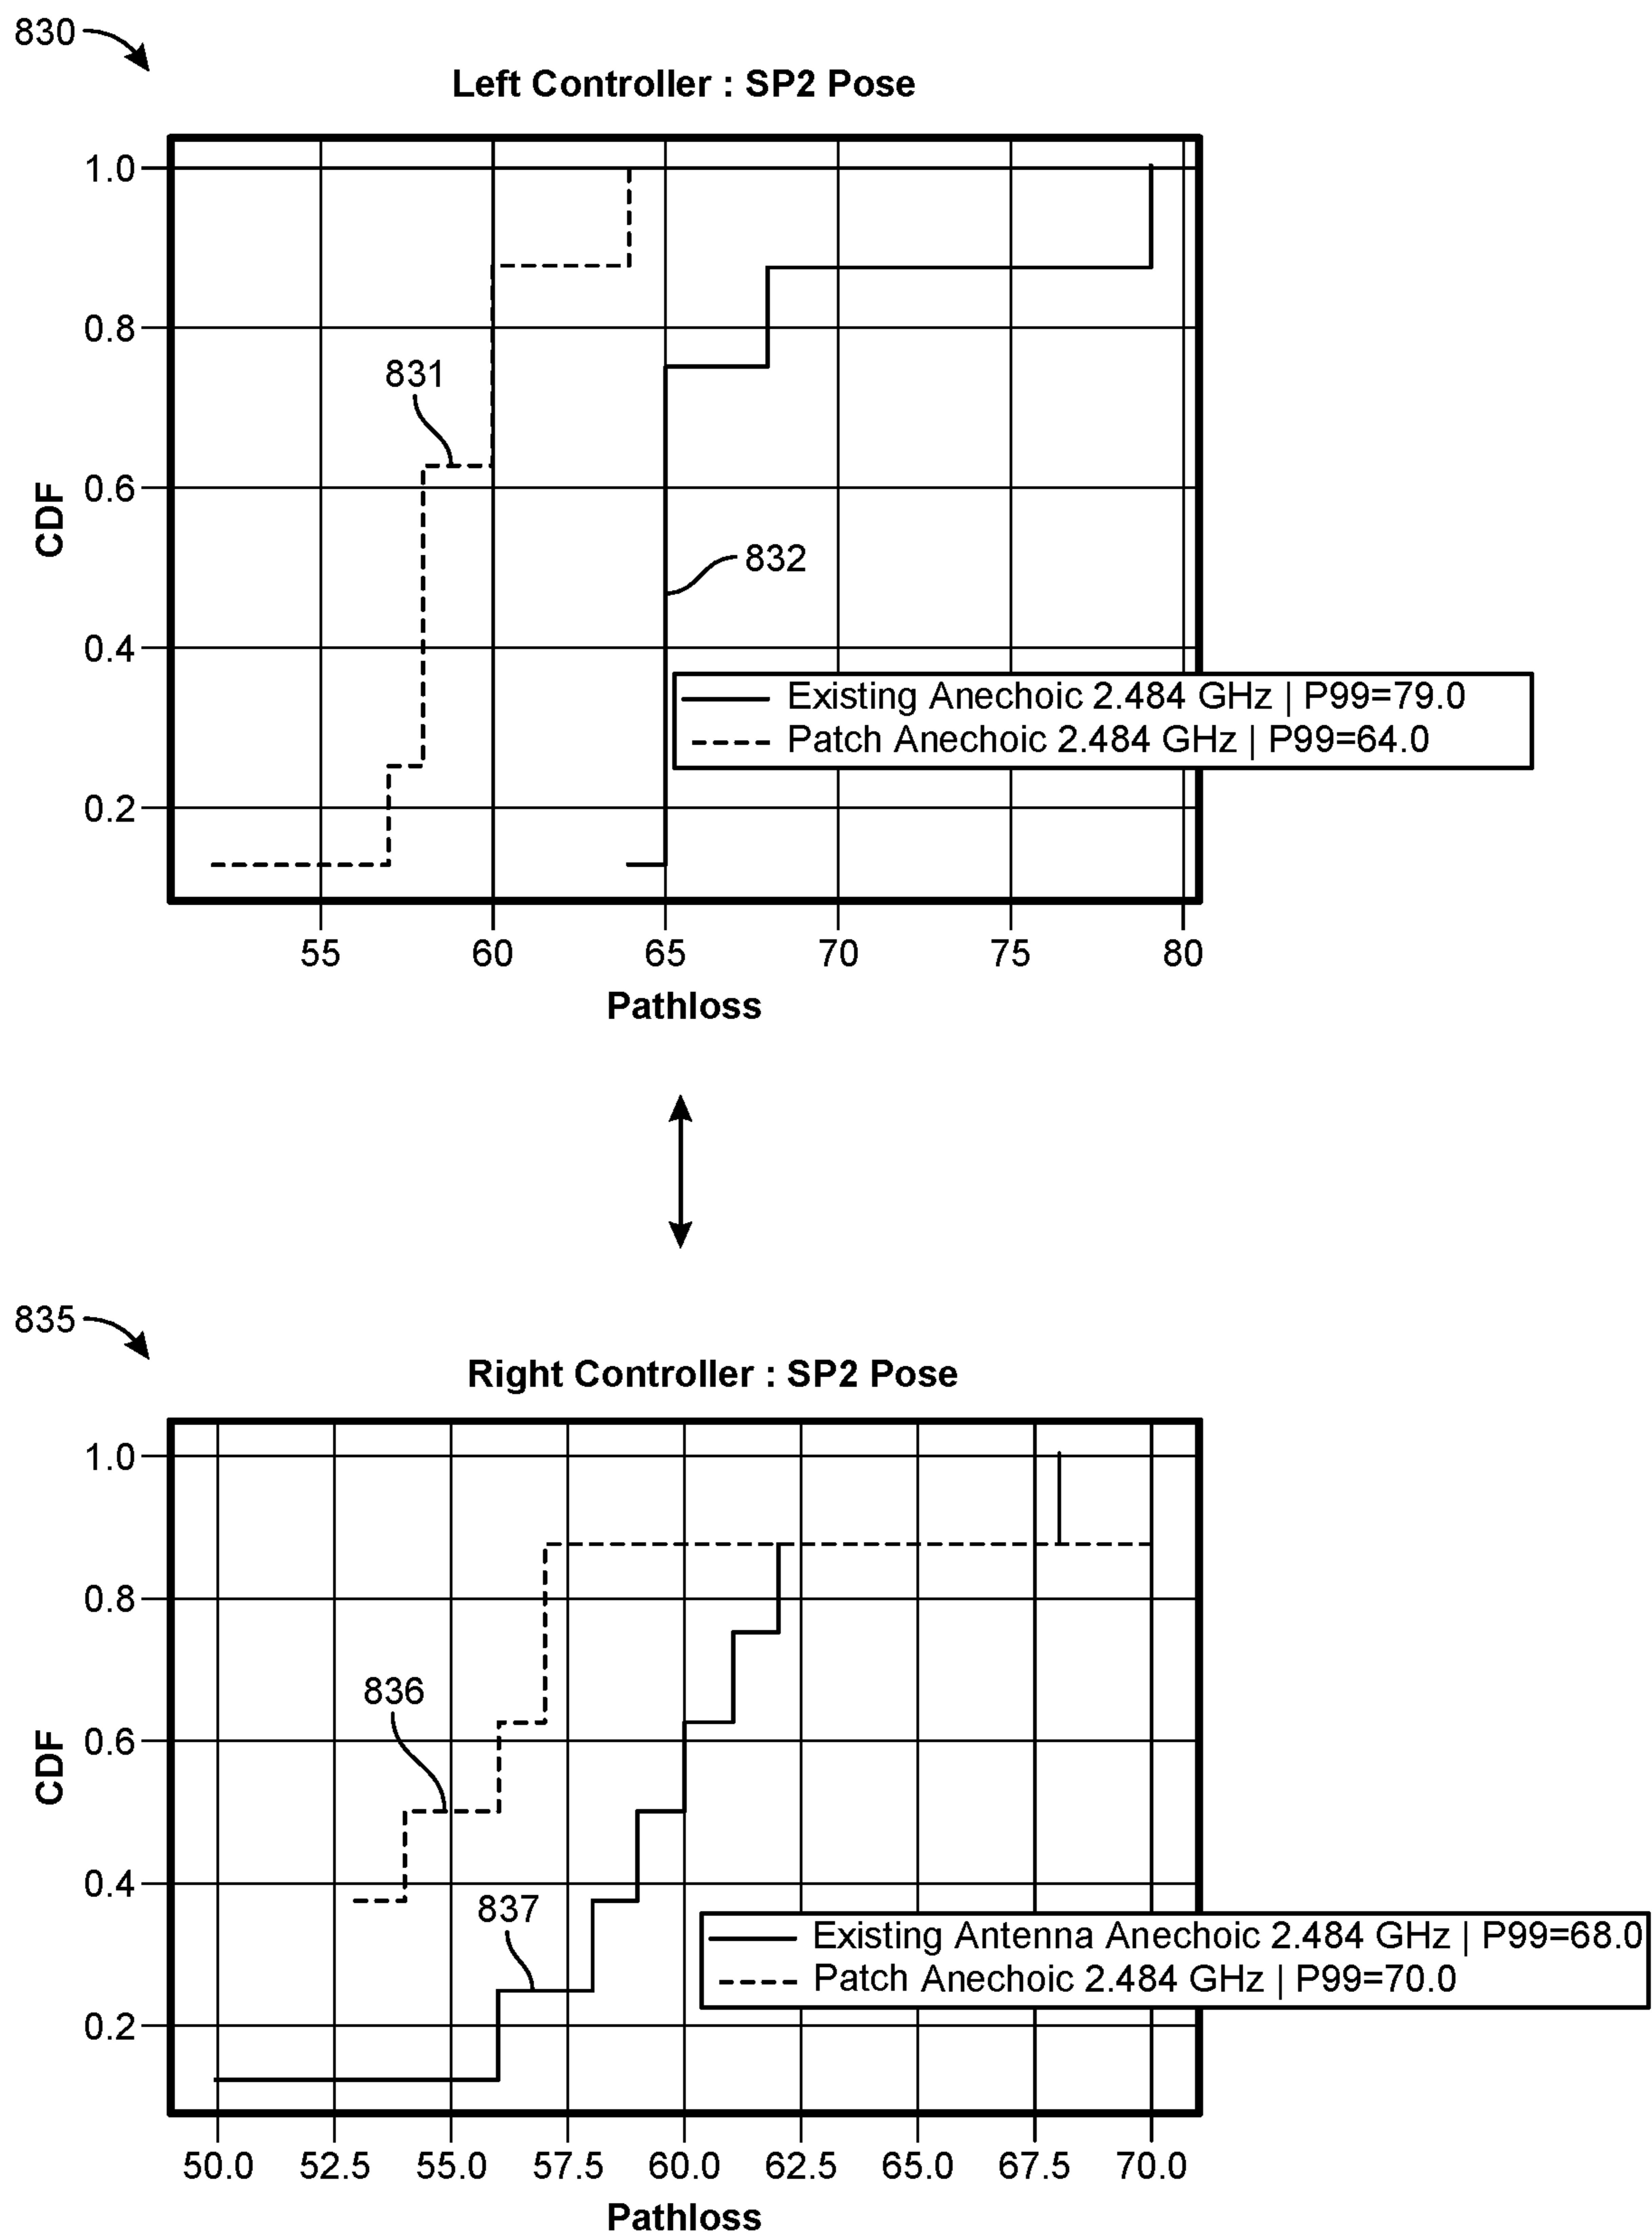 830
Left Controller : SP2 Pose
1.0
0.8
831
0.6
CDF
832
0.4
Existing Anechoic 2.484 GHz | P99=79.0
Patch Anechoic 2.484 GHz | P99=64.0
0.2
55 60 65 70 75 80
Pathloss
835
Right Controller : SP2 Pose
1.0
0.8
836
0.6
CDF
0.4
837
Existing Antenna Anechoic 2.484 GHz | P99=68.0
Patch Anechoic 2.484 GHz | P99=70.0
0.2
50.0 52.5 55.0 57.5 60.0 62.5 65.0 67.5 70.0
Pathloss